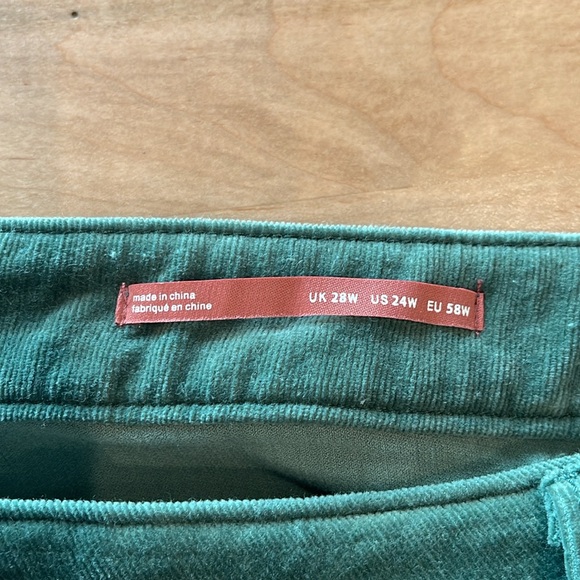 made in china
fabriqué en chine
UK 28W US 24W EU 58W